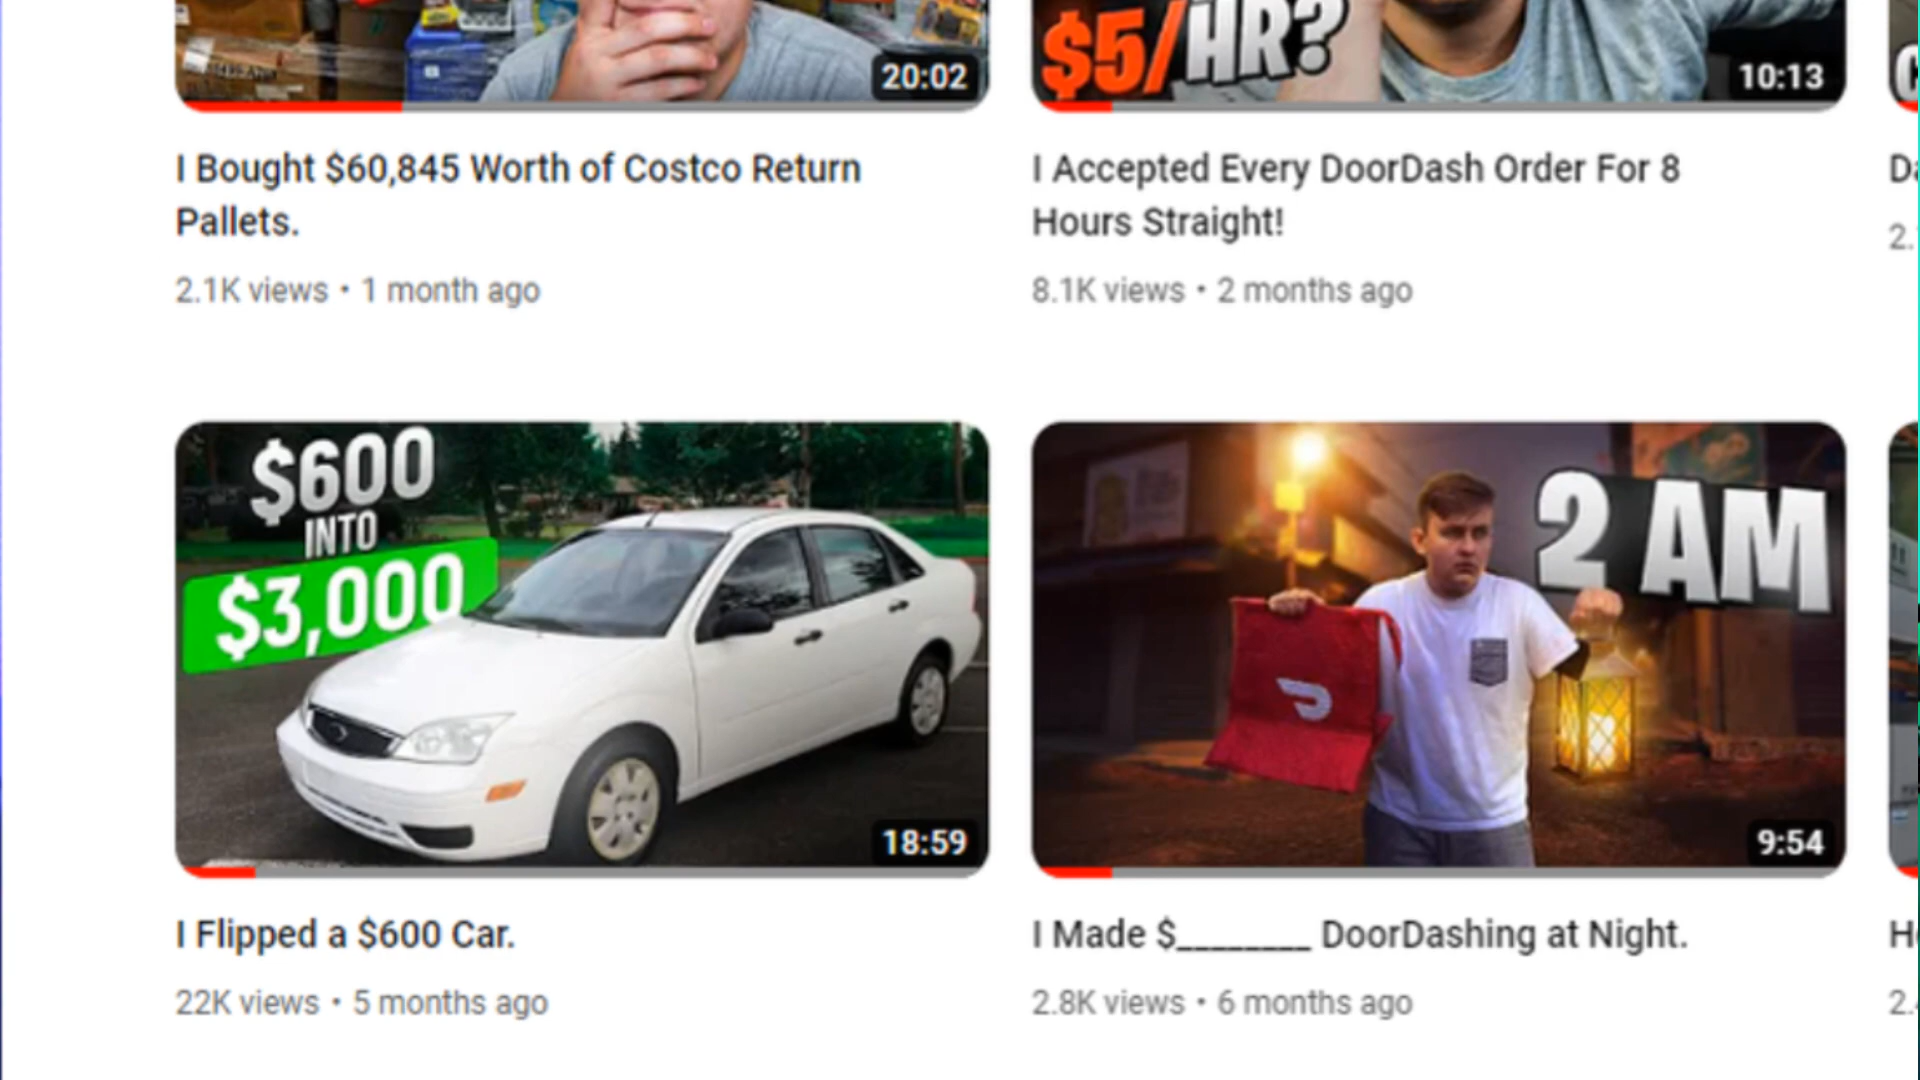 $5/HR?
20:02
10:13
I Bought $60,845 Worth of Costco Return
Pallets.
2.1K views • 1 month ago
I Accepted Every DoorDash Order For 8
Hours Straight!
8.1K views • 2 months ago
$600
INTO
$3,000
18:59
2 AM
9:54
I Flipped a $600 Car.
22K views • 5 months ago
I Made $________ DoorDashing at Night.
2.8K views • 6 months ago